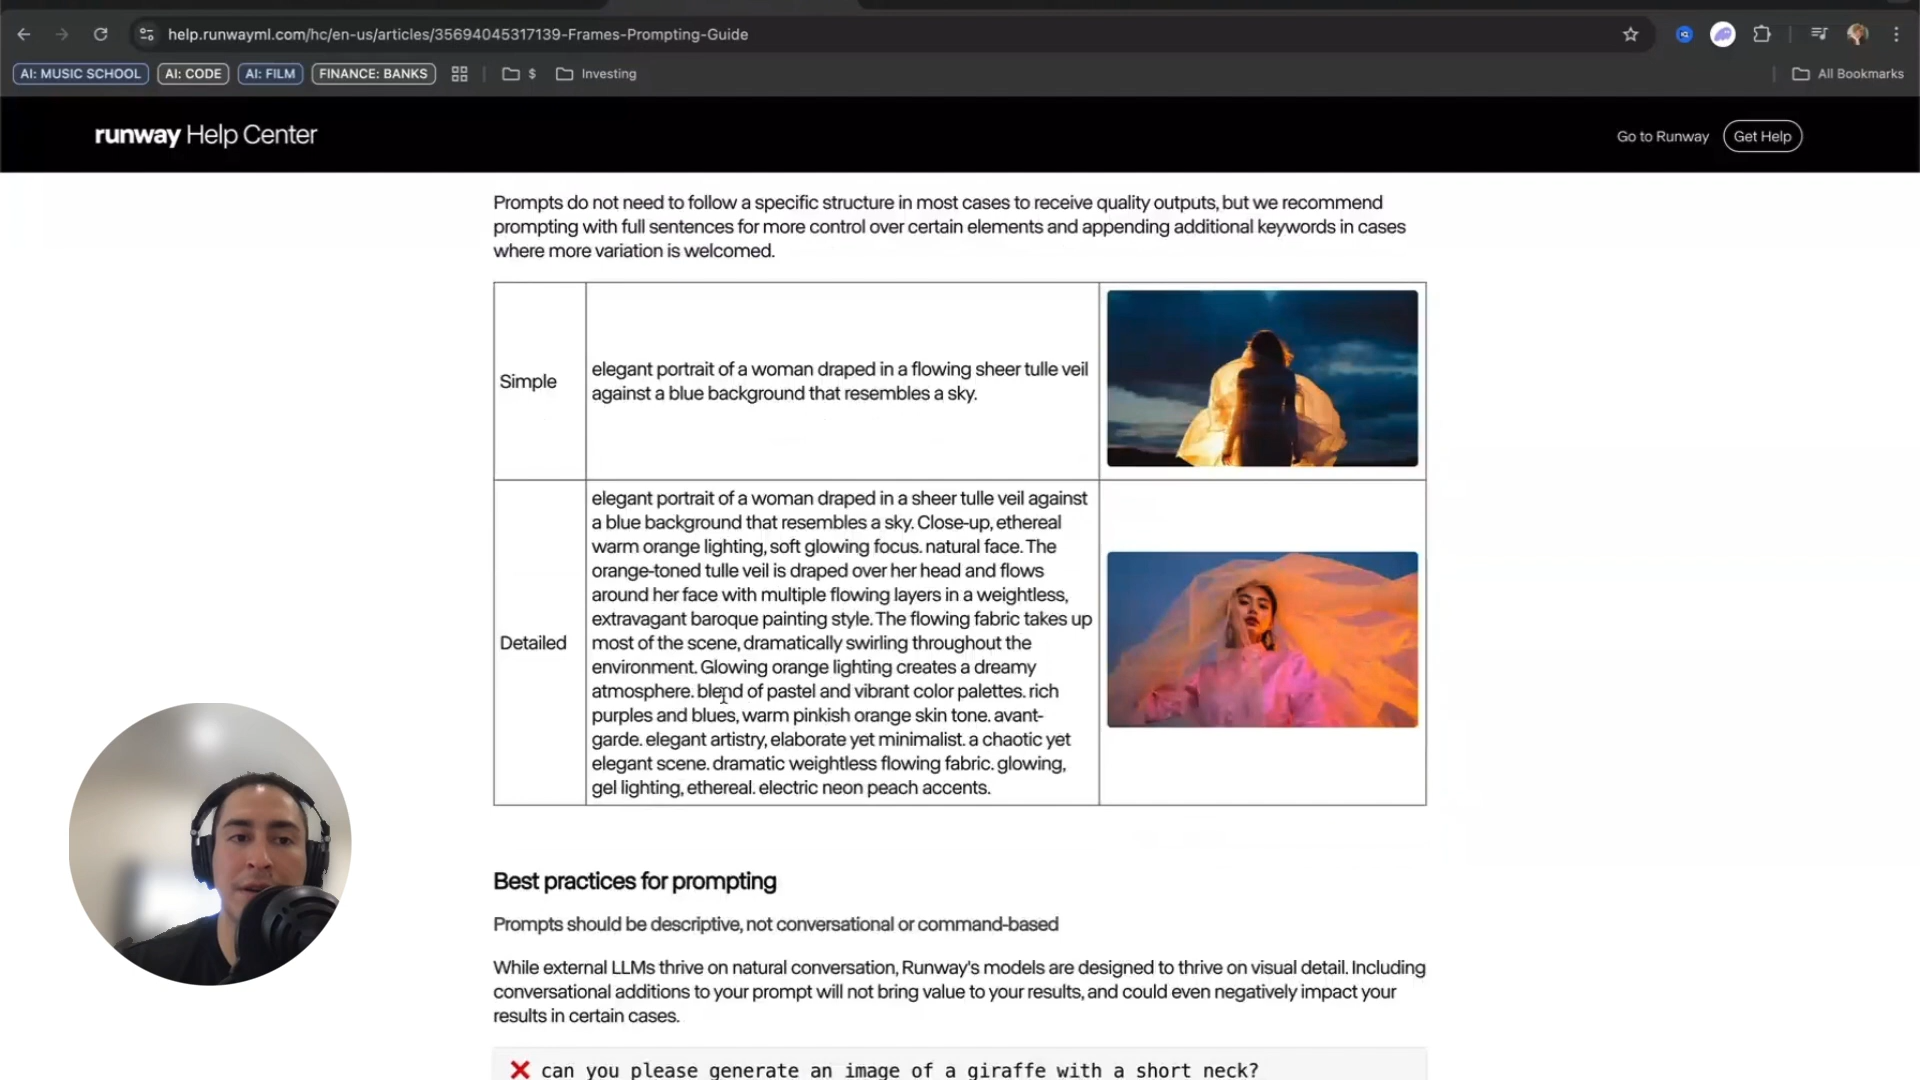 help.runwayml.com/hc/en-us/articles/35694045317139-Frames-Prompting-Guide
AI: MUSIC SCHOOL AI: CODE AI: FILM FINANCE: BANKS $ Investing All Bookmarks
runway Help Center Go to Runway Get Help
Prompts do not need to follow a specific structure in most cases to receive quality outputs, but we recommend
prompting with full sentences for more control over certain elements and appending additional keywords in cases
where more variation is welcomed.
Simple
elegant portrait of a woman draped in a flowing sheer tulle veil
against a blue background that resembles a sky.
Detailed
elegant portrait of a woman draped in a sheer tulle veil against
a blue background that resembles a sky. Close-up, ethereal
warm orange lighting, soft glowing focus. natural face. The
orange-toned tulle veil is draped over her head and flows
around her face with multiple flowing layers in a weightless,
extravagant baroque painting style. The flowing fabric takes up
most of the scene, dramatically swirling throughout the
environment. Glowing orange lighting creates a dreamy
atmosphere. blend of pastel and vibrant color palettes. rich
purples and blues, warm pinkish orange skin tone. avant-
garde. elegant artistry, elaborate yet minimalist. a chaotic yet
elegant scene. dramatic weightless flowing fabric. glowing,
gel lighting, ethereal. electric neon peach accents.
Best practices for prompting
Prompts should be descriptive, not conversational or command-based
While external LLMs thrive on natural conversation, Runway's models are designed to thrive on visual detail. Including
conversational additions to your prompt will not bring value to your results, and could even negatively impact your
results in certain cases.
❌ can you please generate an image of a giraffe with a short neck?